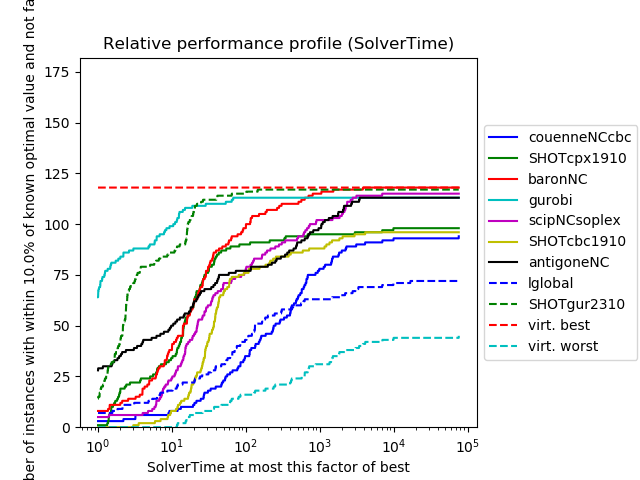 Relative performance profile (SolverTime)
ber of instances with within 10.0% of known optimal value and not fa
175
150
125
100
75
50
25
0
10^0
10^1
10^2
10^3
10^4
10^5
SolverTime at most this factor of best
couenneNCcbc
SHOTcpx1910
baronNC
gurobi
scipNCsoplex
SHOTcbc1910
antigoneNC
lglobal
SHOTgur2310
virt. best
virt. worst